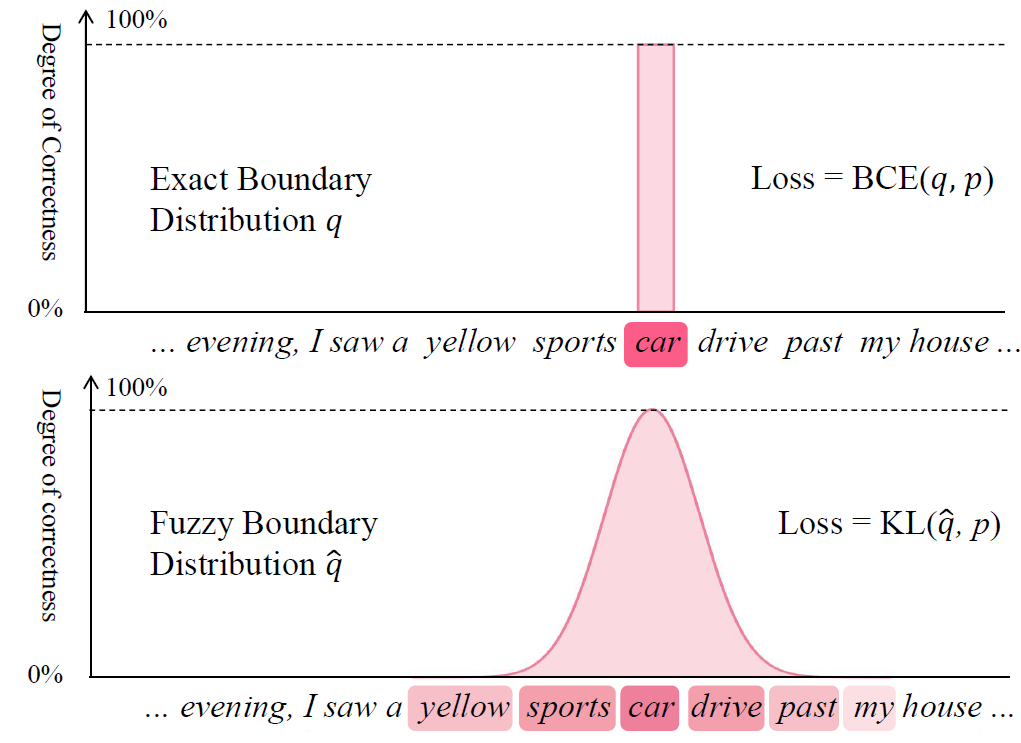 100%
Degree of Correctness
Exact Boundary
Distribution q
Loss = BCE(q, p)
0%
... evening, I saw a yellow sports car drive past my house ...
100%
Degree of correctness
Fuzzy Boundary
Distribution q̂
Loss = KL(q̂, p)
0%
... evening, I saw a yellow sports car drive past my house ...